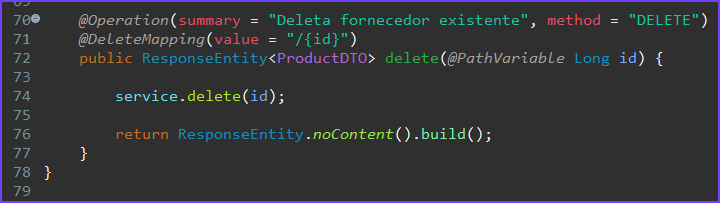 70 @Operation(summary = "Deleta fornecedor existente", method = "DELETE")
71 @DeleteMapping(value = "/{id}")
72 public ResponseEntity<ProductDTO> delete(@PathVariable Long id) {
73
74 service.delete(id);
75
76 return ResponseEntity.noContent().build();
77 }
78 }
79